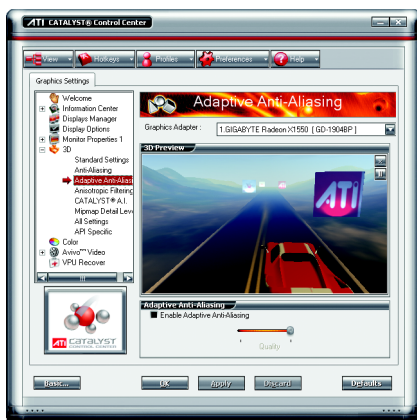 ATI CATALYST® Control Center
View
Hotkeys
Profiles
Preferences
Help
Graphics Settings
Welcome
Information Center
Displays Manager
Display Options
Monitor Properties 1
3D
Standard Settings
Anti-Aliasing
Adaptive Anti-Alias
Anisotropic Filtering
CATALYST® A.I.
Mipmap Detail Leve
All Settings
API Specific
Color
Avivo™ Video
VPU Recover
ATI CATALYST
CONTROL CENTER
Adaptive Anti-Aliasing
Graphics Adapter :
1.GIGABYTE Radeon X1550 [ GD-1904BP ]
3D Preview
ATI
Adaptive Anti-Aliasing
Enable Adaptive Anti-Aliasing
Quality
Basic...
OK
Apply
Discard
Defaults